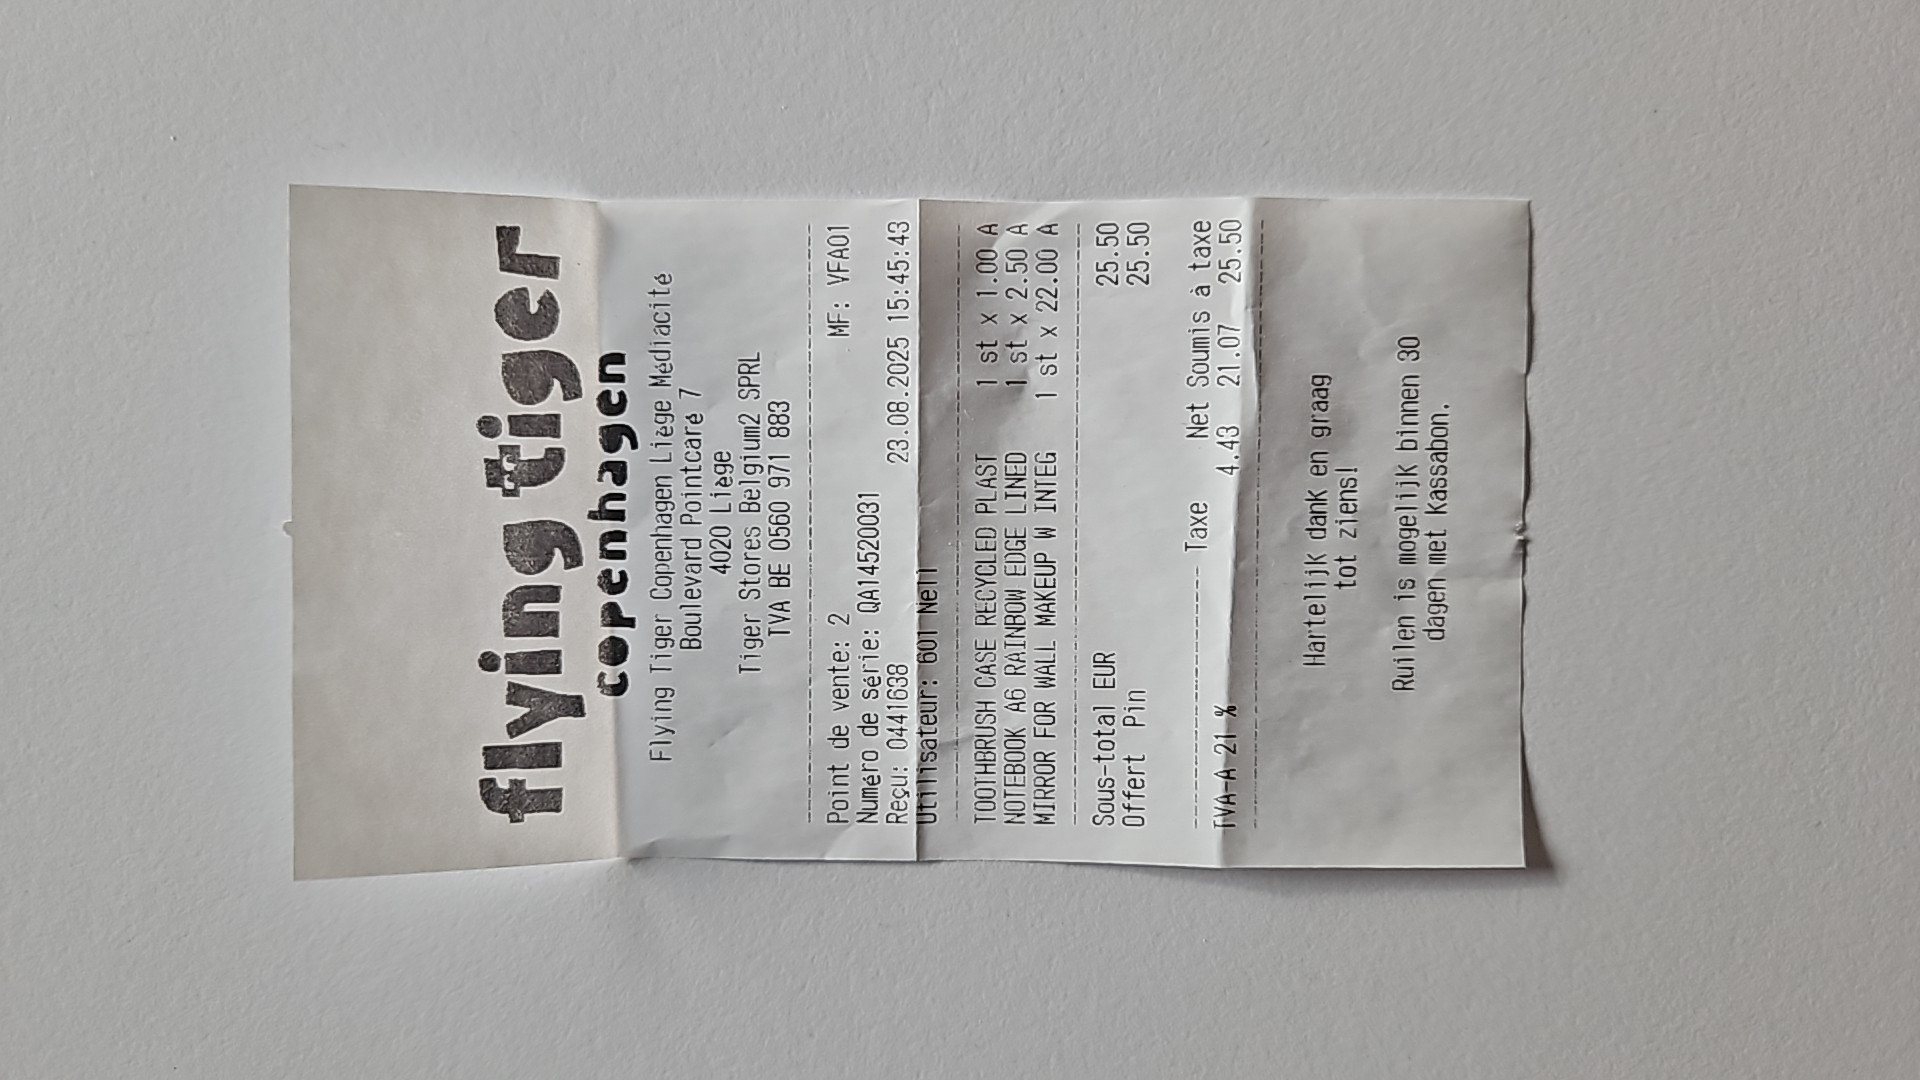 flying tiger
copenhagen
Flying Tiger Copenhagen Liège Médiacité
Boulevard Pointcaré 7
4020 Liège
Tiger Stores Belgium2 SPRL
TVA BE 0560 971 883
Point de vente: 2 MF: VFA01
Numéro de série: QA14520031
Reçu: 0441638 23.08.2025 15:45:43
Utilisateur: 601 Nell
TOOTHBRUSH CASE RECYCLED PLAST 1 st x 1.00 A
NOTEBOOK A6 RAINBOW EDGE LINED 1 st x 2.50 A
MIRROR FOR WALL MAKEUP W INTEG 1 st x 22.00 A
Sous-total EUR 25.50
Offert Pin 25.50
Taxe Net Soumis à taxe
TVA-A 21 % 4.43 21.07 25.50
Hartelijk dank en graag
tot ziens!
Ruilen is mogelijk binnen 30
dagen met kassabon.